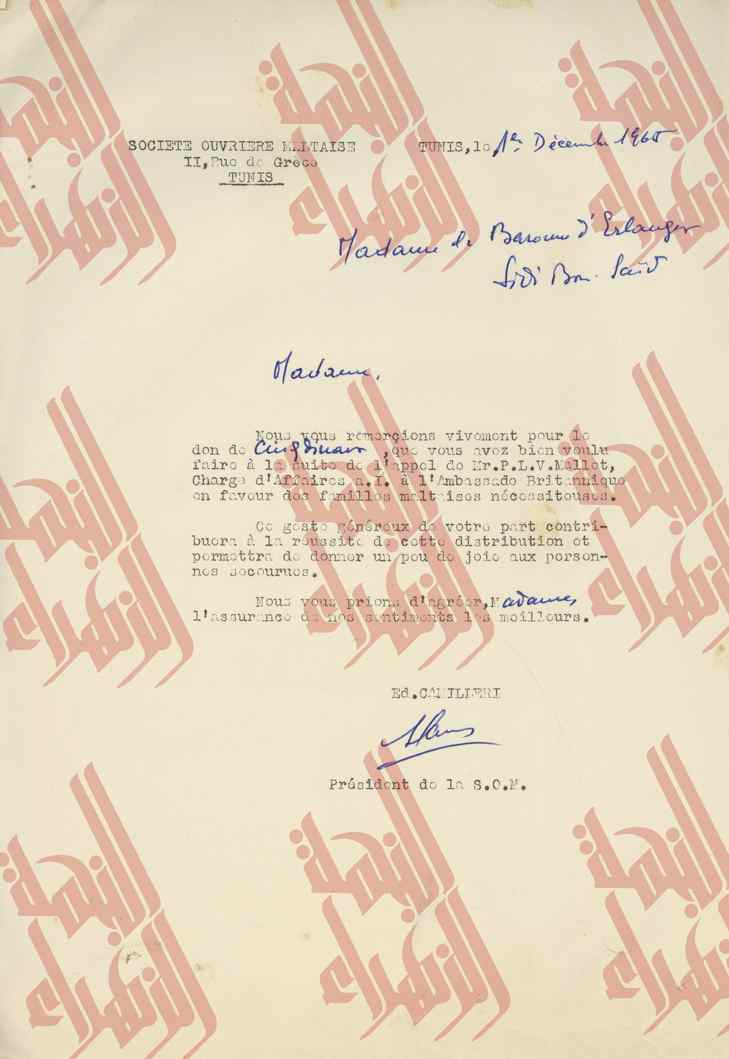 SOCIETE OUVRIERE MALTAISE
II,Rue de Grece
TUNIS
TUNIS,le 1er Décembre 1960
Madame la Baronne d'Erlanger
Sidi Bou-Saïd
Madame,
Nous vous remerçions vivement pour le
don de Cinq Dinars ,que vous avez bien voulu
faire à la suite de l'appel de Mr.P.L.V.Mallet,
Charge d'Affaires a.I. à l'Ambassade Britannique
en faveur des familles maltaises nécessiteuses.
Ce geste généreux de votre part contri-
buera à la réussite de cette distribution et
permettra de donner un peu de joie aux person-
nes secourues.
Nous vous prions d'agréer,Madame,
l'assurance de nos sentiments les meilleurs.
Ed.CAMILLERI
Président de la S.O.M.